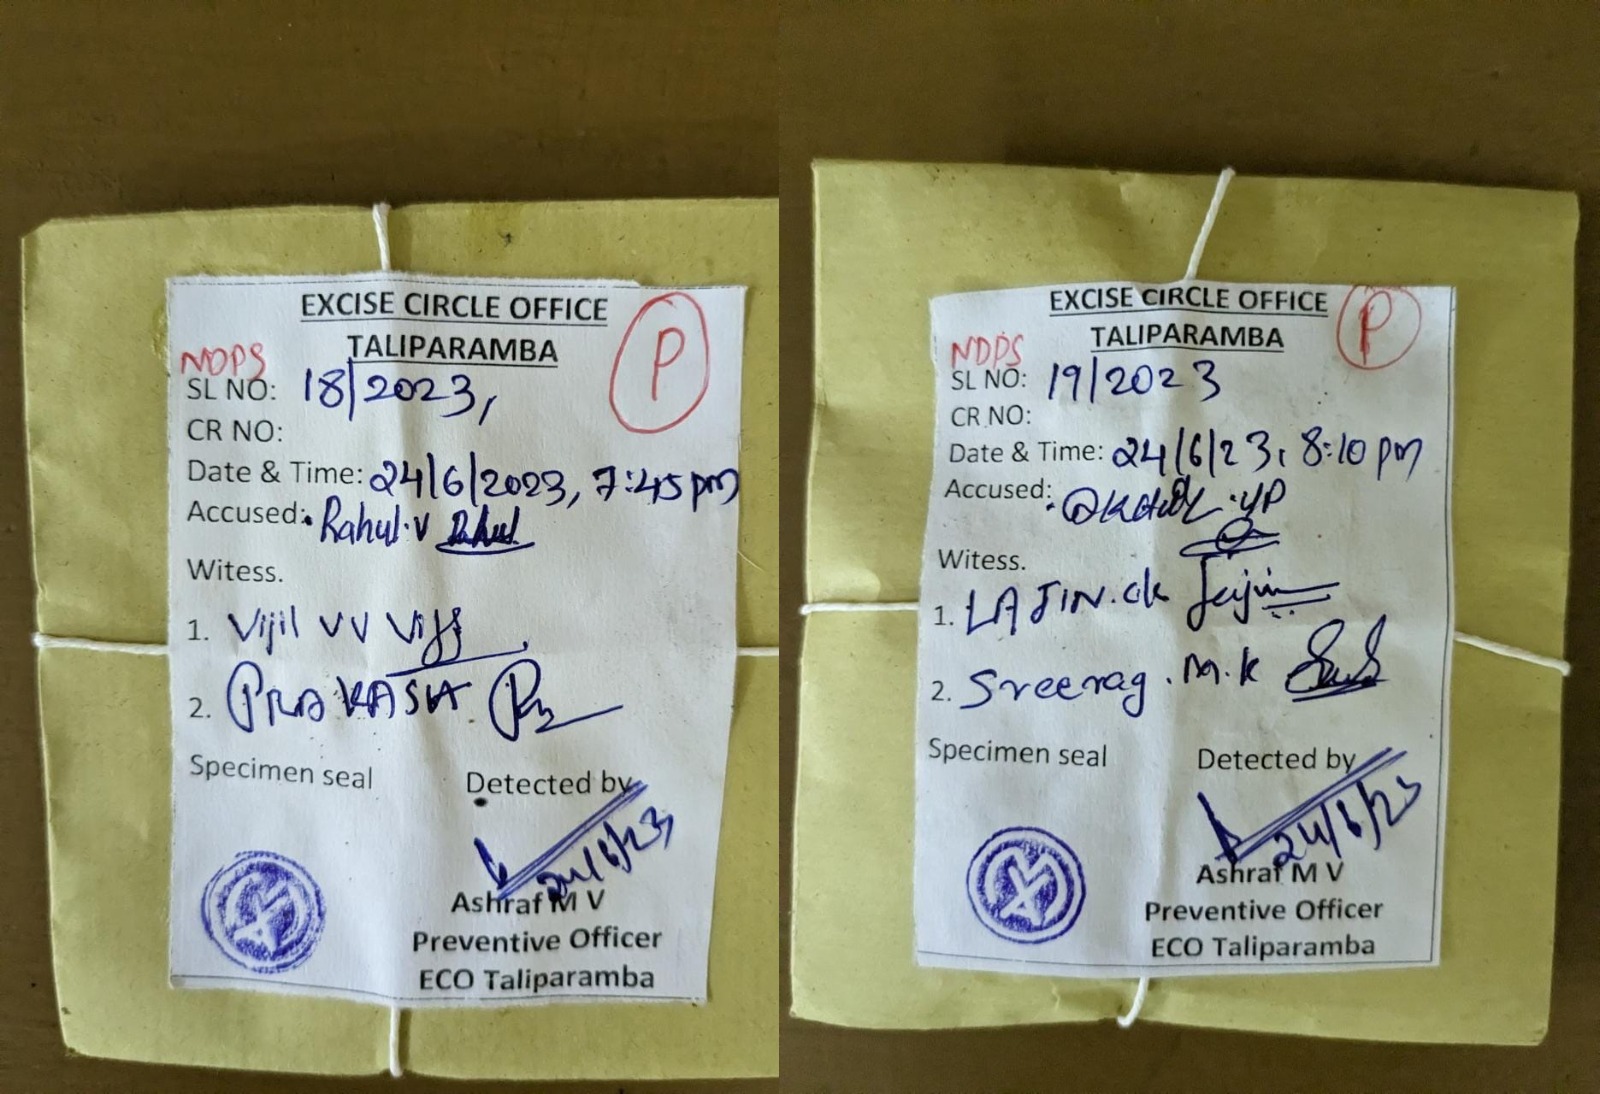 EXCISE CIRCLE OFFICE
TALIPARAMBA
P
NDPS
SL NO: 18/2023,
CR NO:
Date & Time: 24/6/2023, 7:45 pm
Accused: Rahul.V Rahul
Witess.
1. Vijil VV
2. PRAKASH
Specimen seal
Detected by
24/6/23
Ashraf M V
Preventive Officer
ECO Taliparamba
EXCISE CIRCLE OFFICE
TALIPARAMBA
P
NDPS
SL NO: 19/2023
CR NO:
Date & Time: 24/6/23, 8:10 pm
Accused: YP
Witess.
1. LAJIN.ck
2. Sreerag.M.K
Specimen seal
Detected by
24/6/23
Ashraf M V
Preventive Officer
ECO Taliparamba